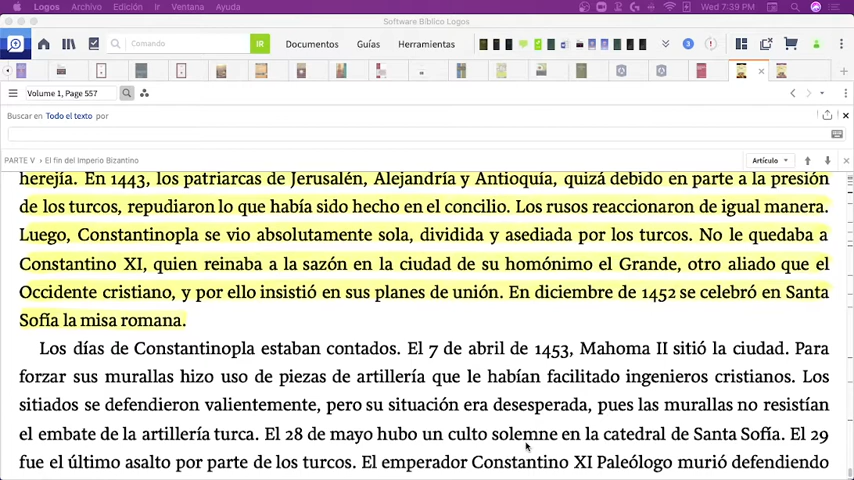 Logos Archivo Edición Ir Ventana Ayuda Wed 7:39 PM
Software Bíblico Logos
Comando IR Documentos Guías Herramientas 3
Volume 1, Page 557
Buscar en Todo el texto por
PARTE V › El fin del Imperio Bizantino Artículo
herejía. En 1443, los patriarcas de Jerusalén, Alejandría y Antioquía, quizá debido en parte a la presión
de los turcos, repudiaron lo que había sido hecho en el concilio. Los rusos reaccionaron de igual manera.
Luego, Constantinopla se vio absolutamente sola, dividida y asediada por los turcos. No le quedaba a
Constantino XI, quien reinaba a la sazón en la ciudad de su homónimo el Grande, otro aliado que el
Occidente cristiano, y por ello insistió en sus planes de unión. En diciembre de 1452 se celebró en Santa
Sofía la misa romana.
Los días de Constantinopla estaban contados. El 7 de abril de 1453, Mahoma II sitió la ciudad. Para
forzar sus murallas hizo uso de piezas de artillería que le habían facilitado ingenieros cristianos. Los
sitiados se defendieron valientemente, pero su situación era desesperada, pues las murallas no resistían
el embate de la artillería turca. El 28 de mayo hubo un culto solemne en la catedral de Santa Sofía. El 29
fue el último asalto por parte de los turcos. El emperador Constantino XI Paleólogo murió defendiendo